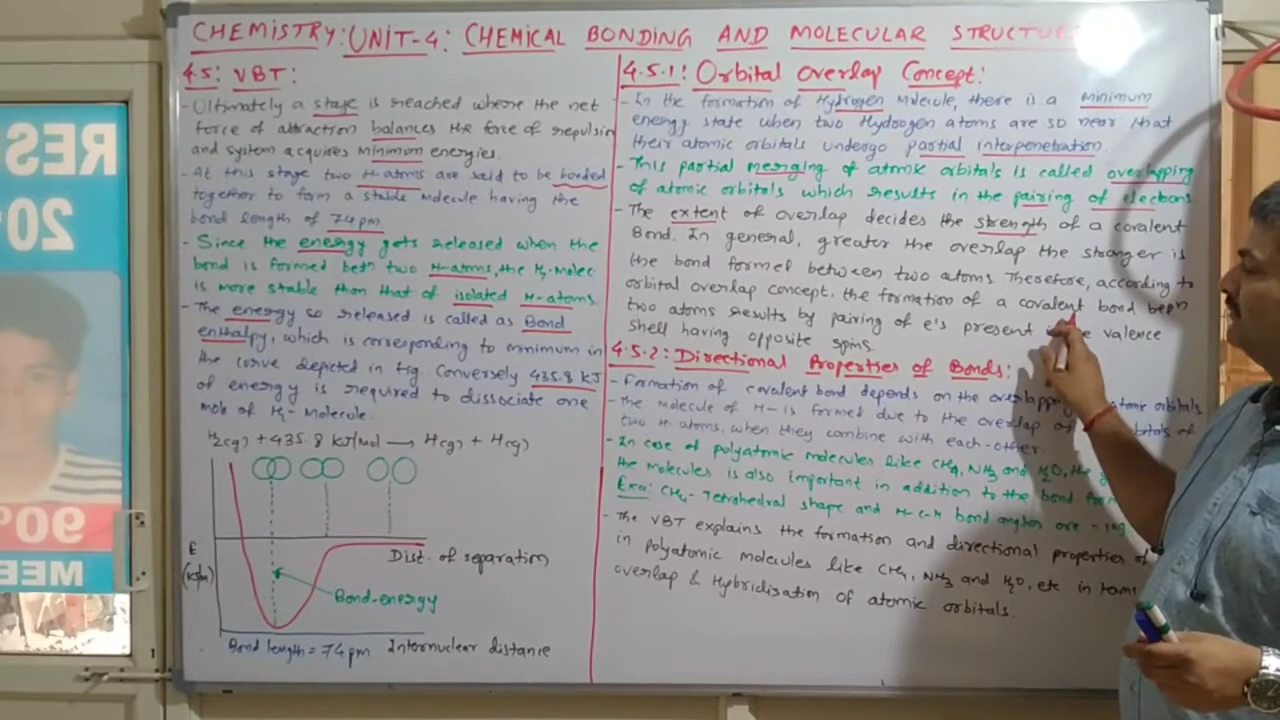 CHEMISTRY: UNIT-4: CHEMICAL BONDING AND MOLECULAR STRUCTU
4.5: VBT:
- Ultimately a stage is reached where the net
force of attraction balances the force of repulsion
and system acquires minimum energies.
- At this stage two H-atoms are said to be bonded
together to form a stable molecule having the
bond length of 74 pm.
- Since the energy gets released when the
bond is formed betn two H-atoms, the H2-Molec
is more stable than that of isolated H-atoms.
- The energy so released is called as Bond
enthalpy, which is corresponding to minimum in
the curve depicted in fig. Conversely 435.8 KJ
of energy is required to dissociate one
mole of H2-Molecule.
H2(g) + 435.8 KJ/Mol → H(g) + H(g)
E
(KJ/m)
Dist. of separation
Bond-energy
Bond length = 74 pm Internuclear distance
4.5.1: Orbital Overlap Concept:
- In the formation of Hydrogen Molecule, there is a minimum
energy state when two Hydrogen atoms are so near that
their atomic orbitals undergo partial interpenetration.
- This partial merging of atomic orbitals is called overlapping
of atomic orbitals which results in the pairing of electrons.
- The extent of overlap decides the strength of a covalent
Bond. In general, greater the overlap the stronger is
the bond formed between two atoms. Therefore, according to
orbital overlap concept, the formation of a covalent bond betn
two atoms results by pairing of e's present valence
shell having opposite spins.
4.5.2: Directional Properties of Bonds:
- Formation of covalent bond depends on the overlapp atomic orbitals
- The molecule of H- is formed due to the overlap of bitals of
two H-atoms, when they combine with each-other.
- In case of polyatomic molecules like CH4, NH3 and H2O, the g
the molecules is also important in addition to the bond
Exa: CH4- Tetrahedral shape and H-C-H bond angles are - 109
- The VBT explains the formation and directional properties of
in polyatomic molecules like CH4, NH3 and H2O, etc in
overlap & Hybridisation of atomic orbitals.
RES
20
90%
MEE